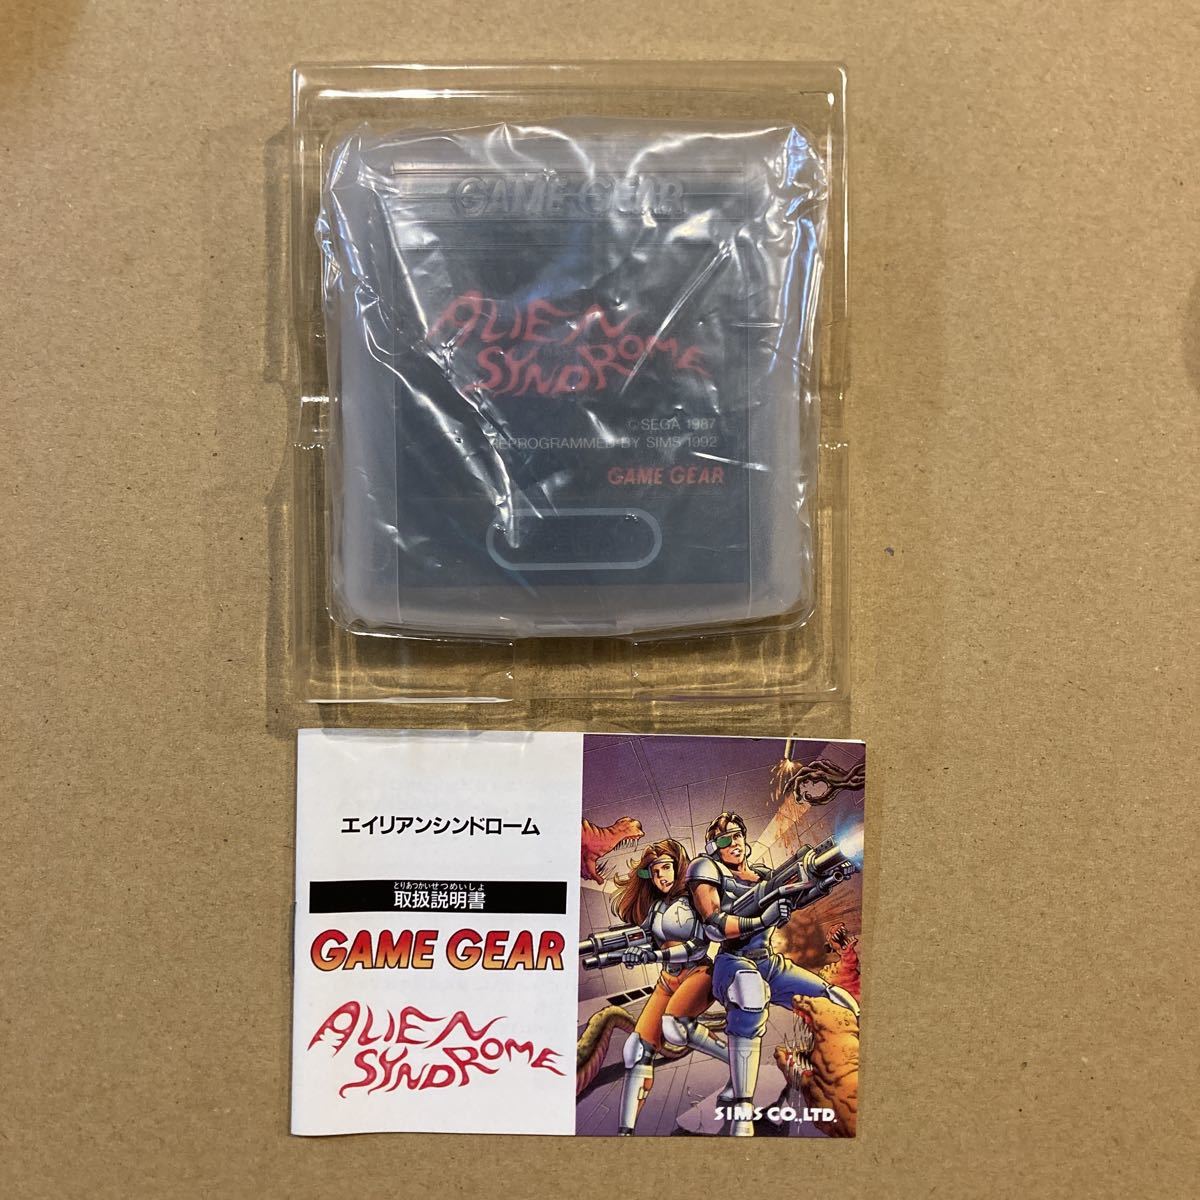 GAME GEAR
ALIEN
SYNDROME
© SEGA 1987
REPROGRAMMED BY SIMS 1992
GAME GEAR
エイリアンシンドローム
とりあつかいせつめいしょ
取扱説明書
GAME GEAR
ALIEN
SYNDROME
SIMS CO.,LTD.